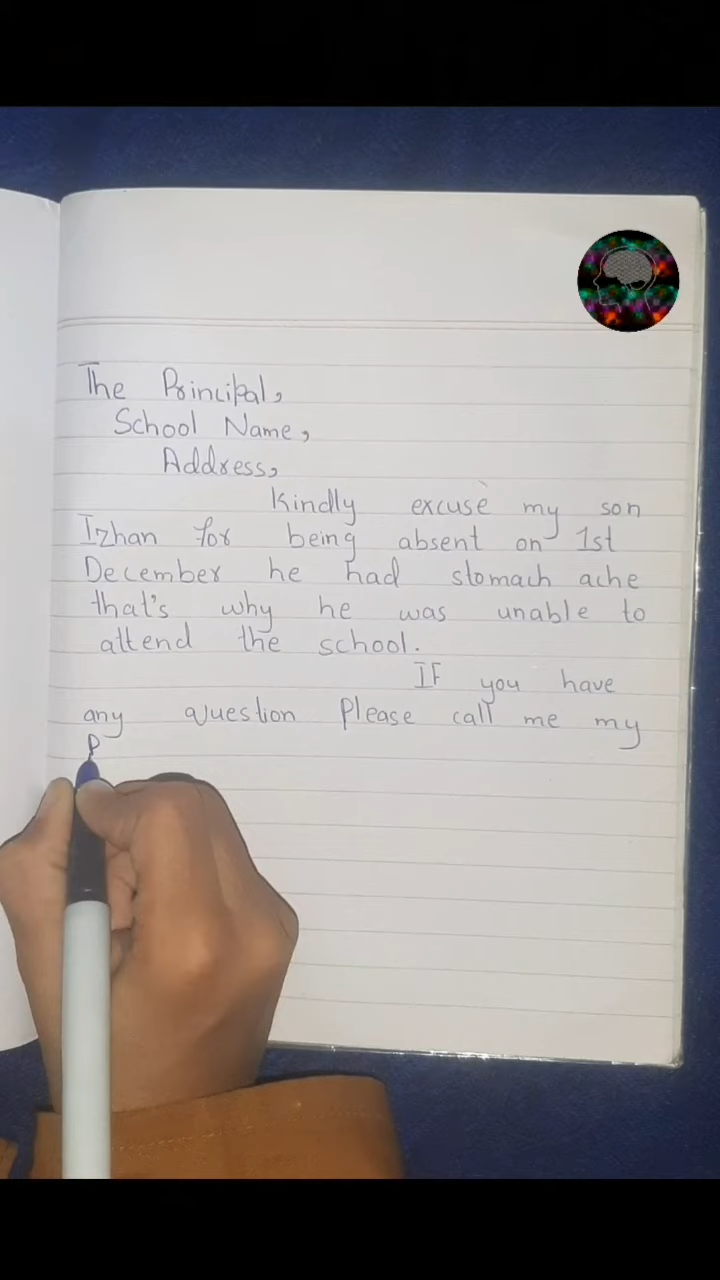 The Principal,
School Name,
Address,
Kindly excuse my son
Izhan for being absent on 1st
December he had stomach ache
that's why he was unable to
attend the school.
IF you have
any question Please call me my
P